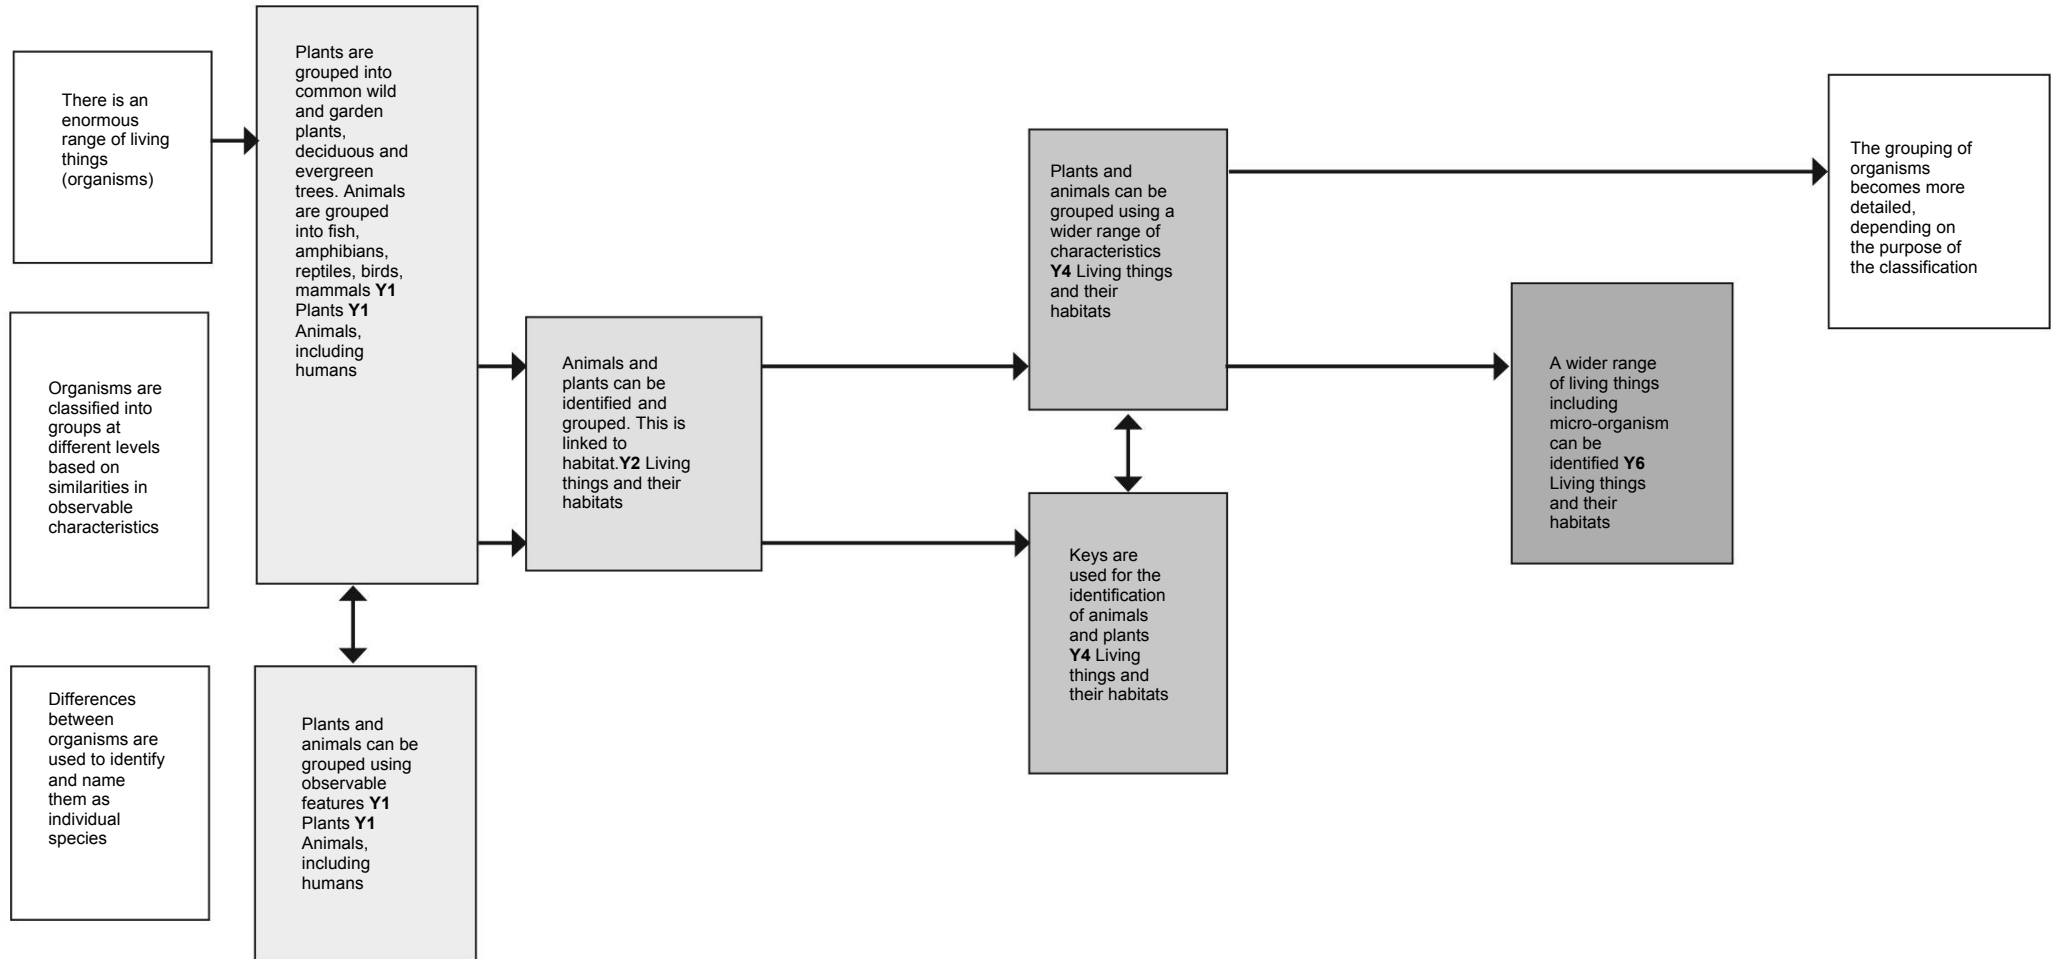 There is an
enormous
range of living
things
(organisms)
Organisms are
classified into
groups at
different levels
based on
similarities in
observable
characteristics
Differences
between
organisms are
used to identify
and name
them as
individual
species
Plants are
grouped into
common wild
and garden
plants,
deciduous and
evergreen
trees. Animals
are grouped
into fish,
amphibians,
reptiles, birds,
mammals Y1
Plants Y1
Animals,
including
humans
Plants and
animals can be
grouped using
observable
features Y1
Plants Y1
Animals,
including
humans
Animals and
plants can be
identified and
grouped. This is
linked to
habitat.Y2 Living
things and their
habitats
Plants and
animals can be
grouped using a
wider range of
characteristics
Y4 Living things
and their
habitats
Keys are
used for the
identification
of animals
and plants
Y4 Living
things and
their habitats
A wider range
of living things
including
micro-organism
can be
identified Y6
Living things
and their
habitats
The grouping of
organisms
becomes more
detailed,
depending on
the purpose of
the classification